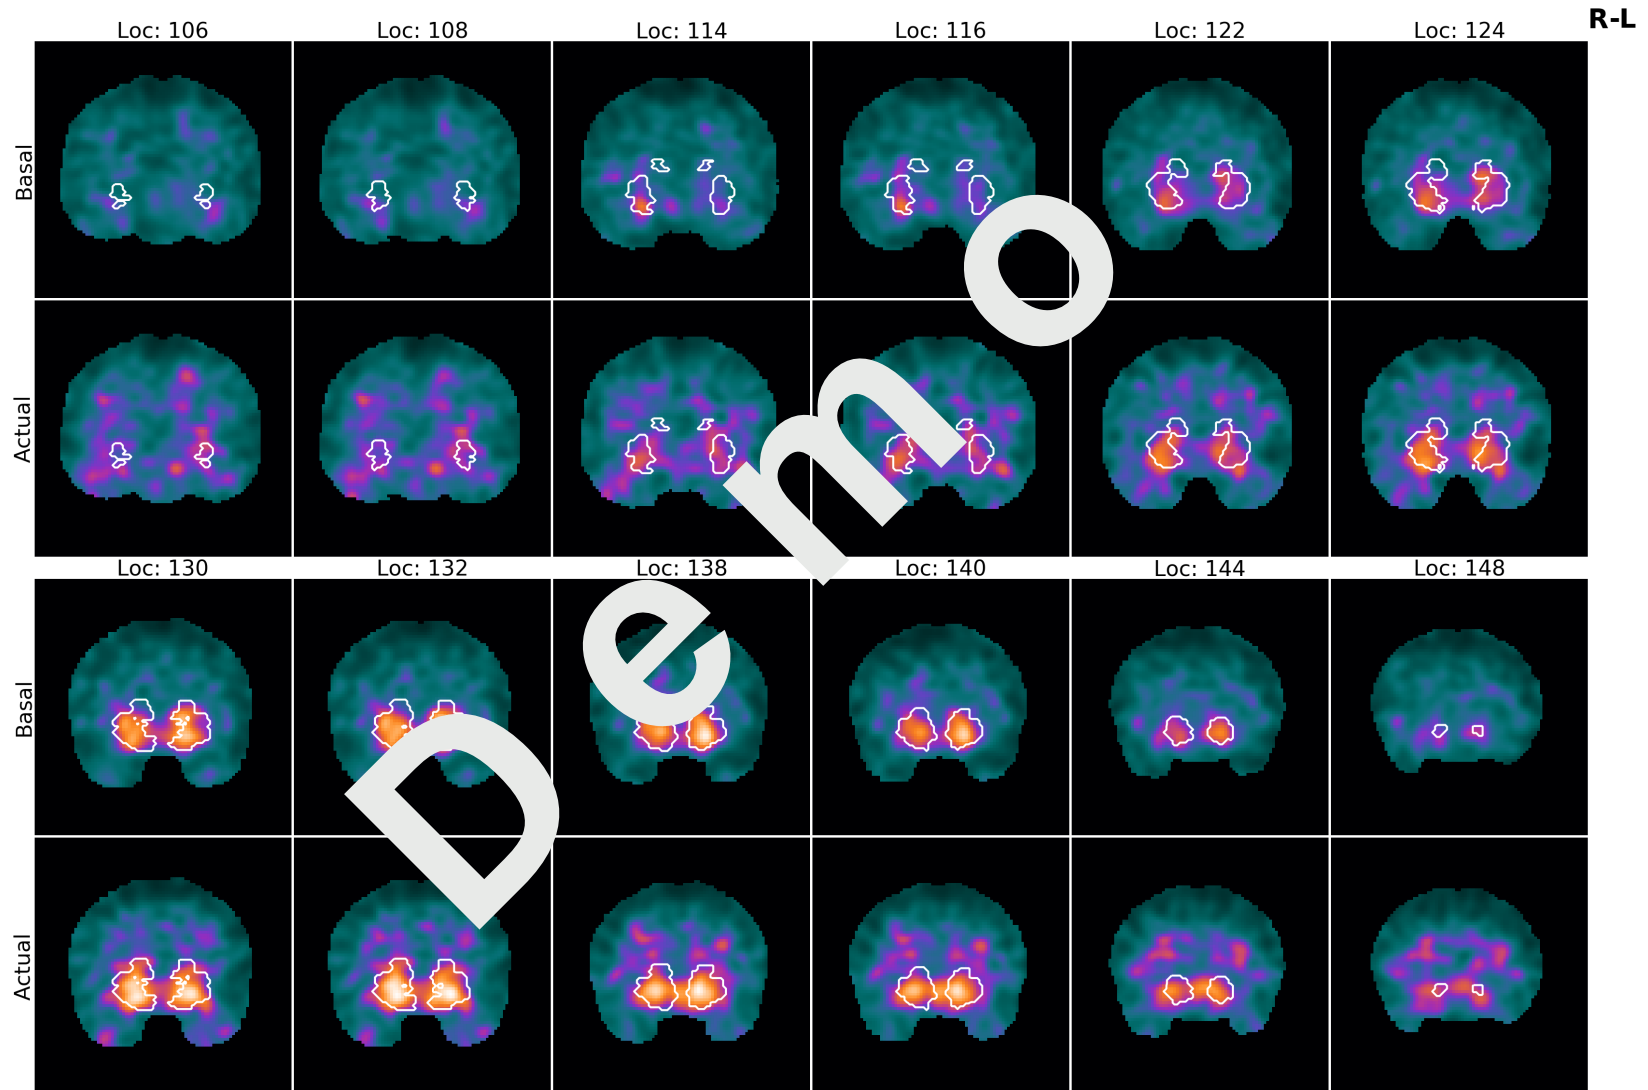 R-L
Loc: 106 Loc: 108 Loc: 114 Loc: 116 Loc: 122 Loc: 124
Basal
Actual
Loc: 130 Loc: 132 Loc: 138 Loc: 140 Loc: 144 Loc: 148
Basal
Actual
Demo